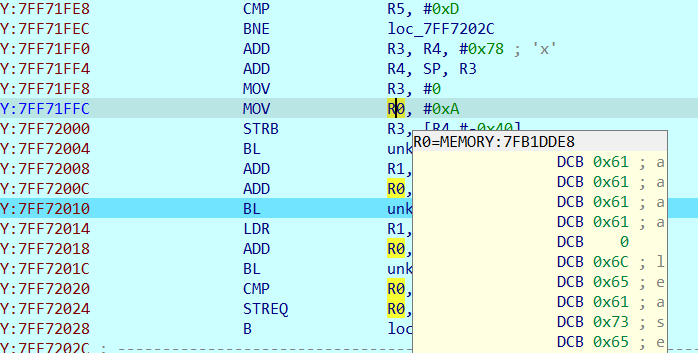 Y:7FF71FE8 CMP R5, #0xD
Y:7FF71FEC BNE loc_7FF7202C
Y:7FF71FF0 ADD R3, R4, #0x78 ; 'x'
Y:7FF71FF4 ADD R4, SP, R3
Y:7FF71FF8 MOV R3, #0
Y:7FF71FFC MOV R0, #0xA
Y:7FF72000 STRB R3, [R4,#-0x40]
Y:7FF72004 BL unk
Y:7FF72008 ADD R1,
Y:7FF7200C ADD R0,
Y:7FF72010 BL unk
Y:7FF72014 LDR R1,
Y:7FF72018 ADD R0,
Y:7FF7201C BL unk
Y:7FF72020 CMP R0,
Y:7FF72024 STREQ R0,
Y:7FF72028 B loc
Y:7FF7202C ; ---------------------------------------------
R0=MEMORY:7FB1DDE8
DCB 0x61 ; a
DCB 0x61 ; a
DCB 0x61 ; a
DCB 0x61 ; a
DCB 0
DCB 0x6C ; l
DCB 0x65 ; e
DCB 0x61 ; a
DCB 0x73 ; s
DCB 0x65 ; e